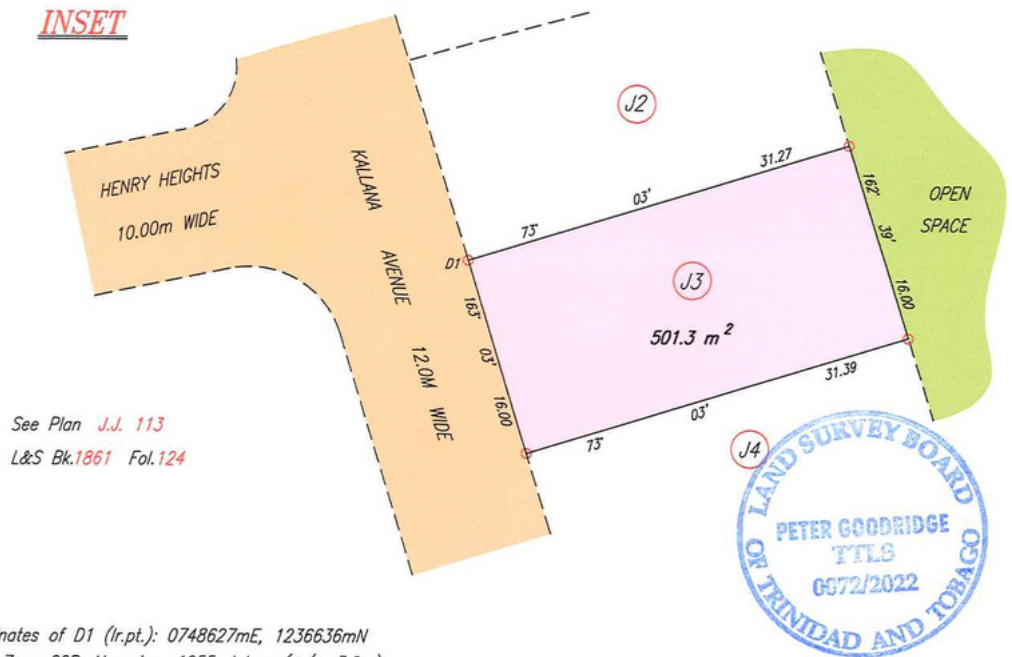 INSET
J2
HENRY HEIGHTS
10.00m WIDE
KALLANA AVENUE 12.0M WIDE
73° 03' 31.27
162° 39' 16.00
OPEN
SPACE
D1
163° 03' 16.00
J3
501.3 m²
73° 03' 31.39
J4
See Plan J.J. 113
L&S Bk.1861 Fol.124
LAND SURVEY BOARD
PETER GOODRIDGE
TTLS
0072/2022
OF TRINIDAD AND TOBAGO
nates of D1 (Ir.pt.): 0748627mE, 1236636mN